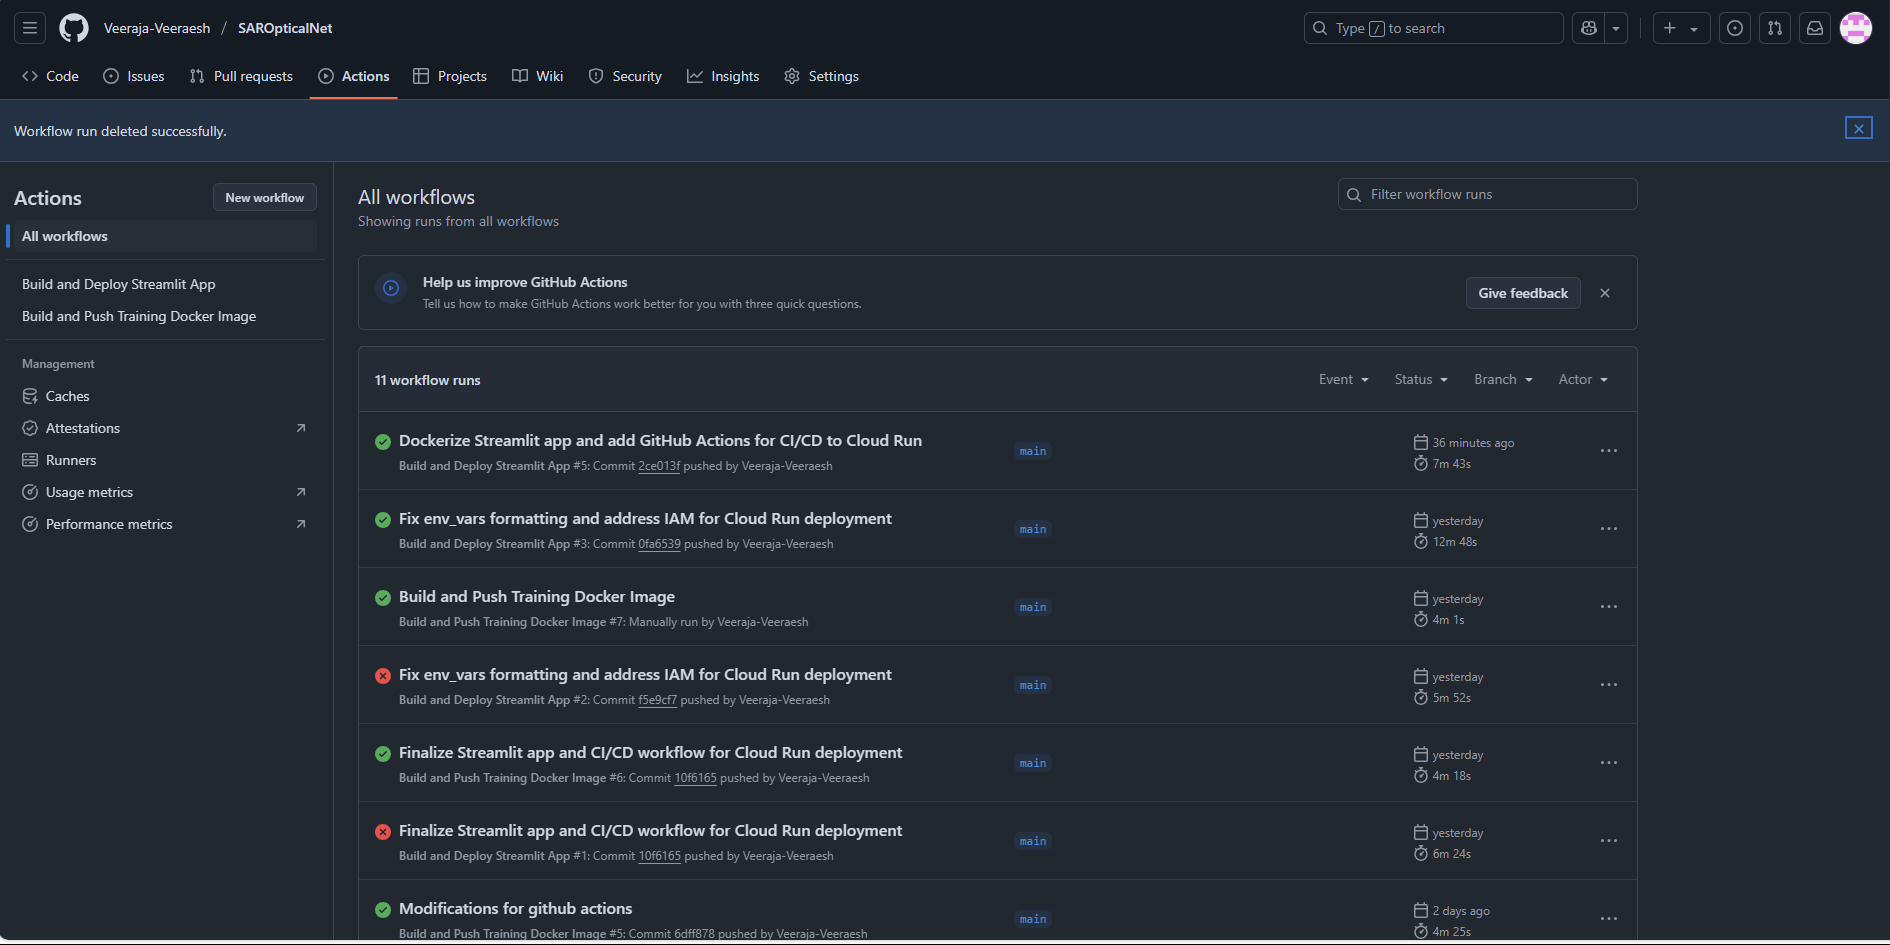 Veeraja-Veeraesh / SAROpticalNet
Type / to search
Code Issues Pull requests Actions Projects Wiki Security Insights Settings
Workflow run deleted successfully.
Actions
New workflow
All workflows
Build and Deploy Streamlit App
Build and Push Training Docker Image
Management
Caches
Attestations
Runners
Usage metrics
Performance metrics
All workflows
Showing runs from all workflows
Filter workflow runs
Help us improve GitHub Actions
Tell us how to make GitHub Actions work better for you with three quick questions.
Give feedback
11 workflow runs
Event Status Branch Actor
Dockerize Streamlit app and add GitHub Actions for CI/CD to Cloud Run
Build and Deploy Streamlit App #5: Commit 2ce013f pushed by Veeraja-Veeraesh
main
36 minutes ago
7m 43s
Fix env_vars formatting and address IAM for Cloud Run deployment
Build and Deploy Streamlit App #3: Commit 0fa6539 pushed by Veeraja-Veeraesh
main
yesterday
12m 48s
Build and Push Training Docker Image
Build and Push Training Docker Image #7: Manually run by Veeraja-Veeraesh
main
yesterday
4m 1s
Fix env_vars formatting and address IAM for Cloud Run deployment
Build and Deploy Streamlit App #2: Commit f5e9cf7 pushed by Veeraja-Veeraesh
main
yesterday
5m 52s
Finalize Streamlit app and CI/CD workflow for Cloud Run deployment
Build and Push Training Docker Image #6: Commit 10f6165 pushed by Veeraja-Veeraesh
main
yesterday
4m 18s
Finalize Streamlit app and CI/CD workflow for Cloud Run deployment
Build and Deploy Streamlit App #1: Commit 10f6165 pushed by Veeraja-Veeraesh
main
yesterday
6m 24s
Modifications for github actions
Build and Push Training Docker Image #5: Commit 6dff878 pushed by Veeraja-Veeraesh
main
2 days ago
4m 25s